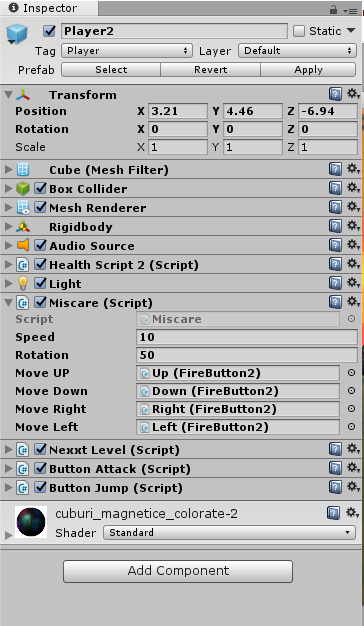 Inspector
Player2 Static
Tag Player Layer Default
Prefab Select Revert Apply
Transform
Position X 3.21 Y 4.46 Z -6.94
Rotation X 0 Y 0 Z 0
Scale X 1 Y 1 Z 1
Cube (Mesh Filter)
Box Collider
Mesh Renderer
Rigidbody
Audio Source
Health Script 2 (Script)
Light
Miscare (Script)
Script Miscare
Speed 10
Rotation 50
Move UP Up (FireButton2)
Move Down Down (FireButton2)
Move Right Right (FireButton2)
Move Left Left (FireButton2)
Nexxt Level (Script)
Button Attack (Script)
Button Jump (Script)
cuburi_magnetice_colorate-2
Shader Standard
Add Component